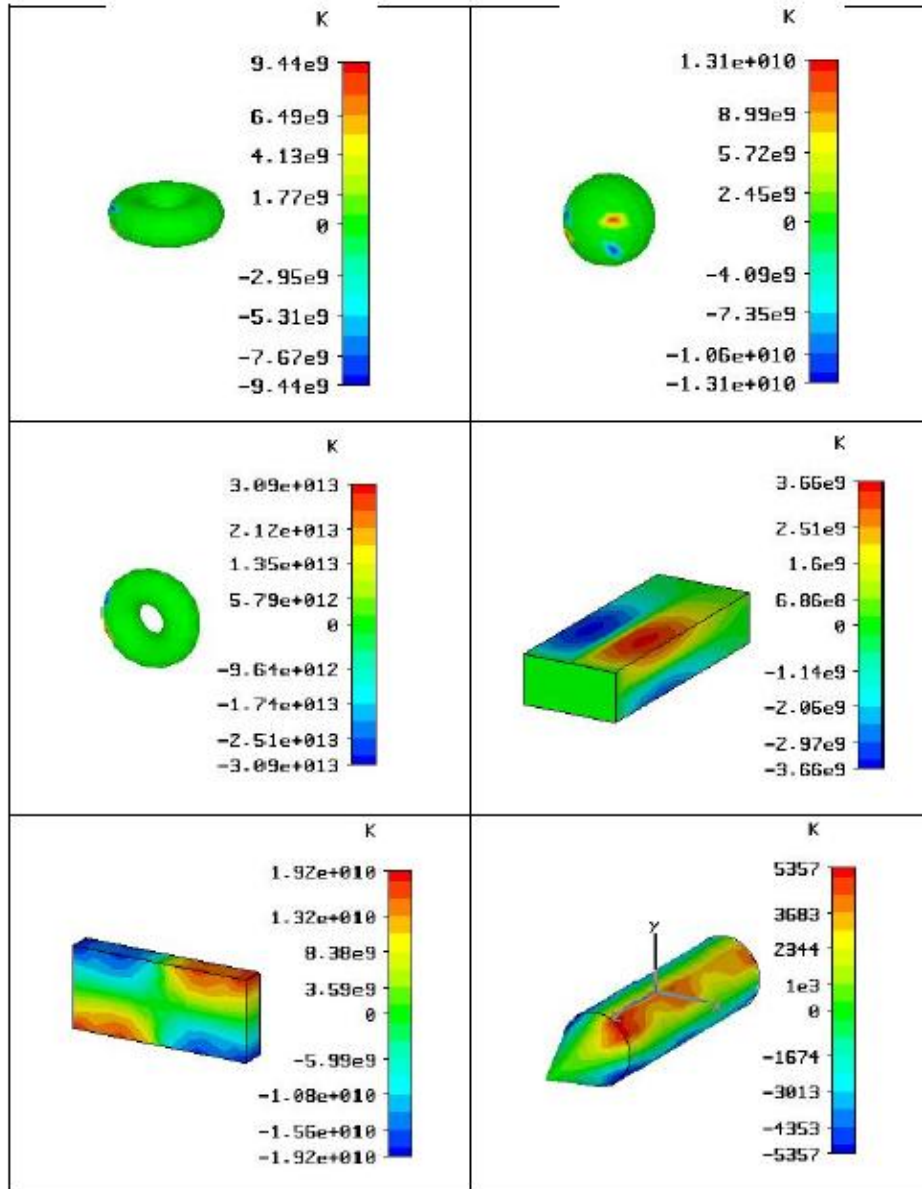 K
9.44e9
6.49e9
4.13e9
1.77e9
0
-2.95e9
-5.31e9
-7.67e9
-9.44e9
K
1.31e+010
8.99e9
5.72e9
2.45e9
0
-4.09e9
-7.35e9
-1.06e+010
-1.31e+010
K
3.09e+013
2.12e+013
1.35e+013
5.79e+012
0
-9.64e+012
-1.74e+013
-2.51e+013
-3.09e+013
K
3.66e9
2.51e9
1.6e9
6.86e8
0
-1.14e9
-2.06e9
-2.97e9
-3.66e9
K
1.92e+010
1.32e+010
8.38e9
3.59e9
0
-5.99e9
-1.08e+010
-1.56e+010
-1.92e+010
K
5357
3683
2344
1e3
0
-1674
-3013
-4353
-5357
Y